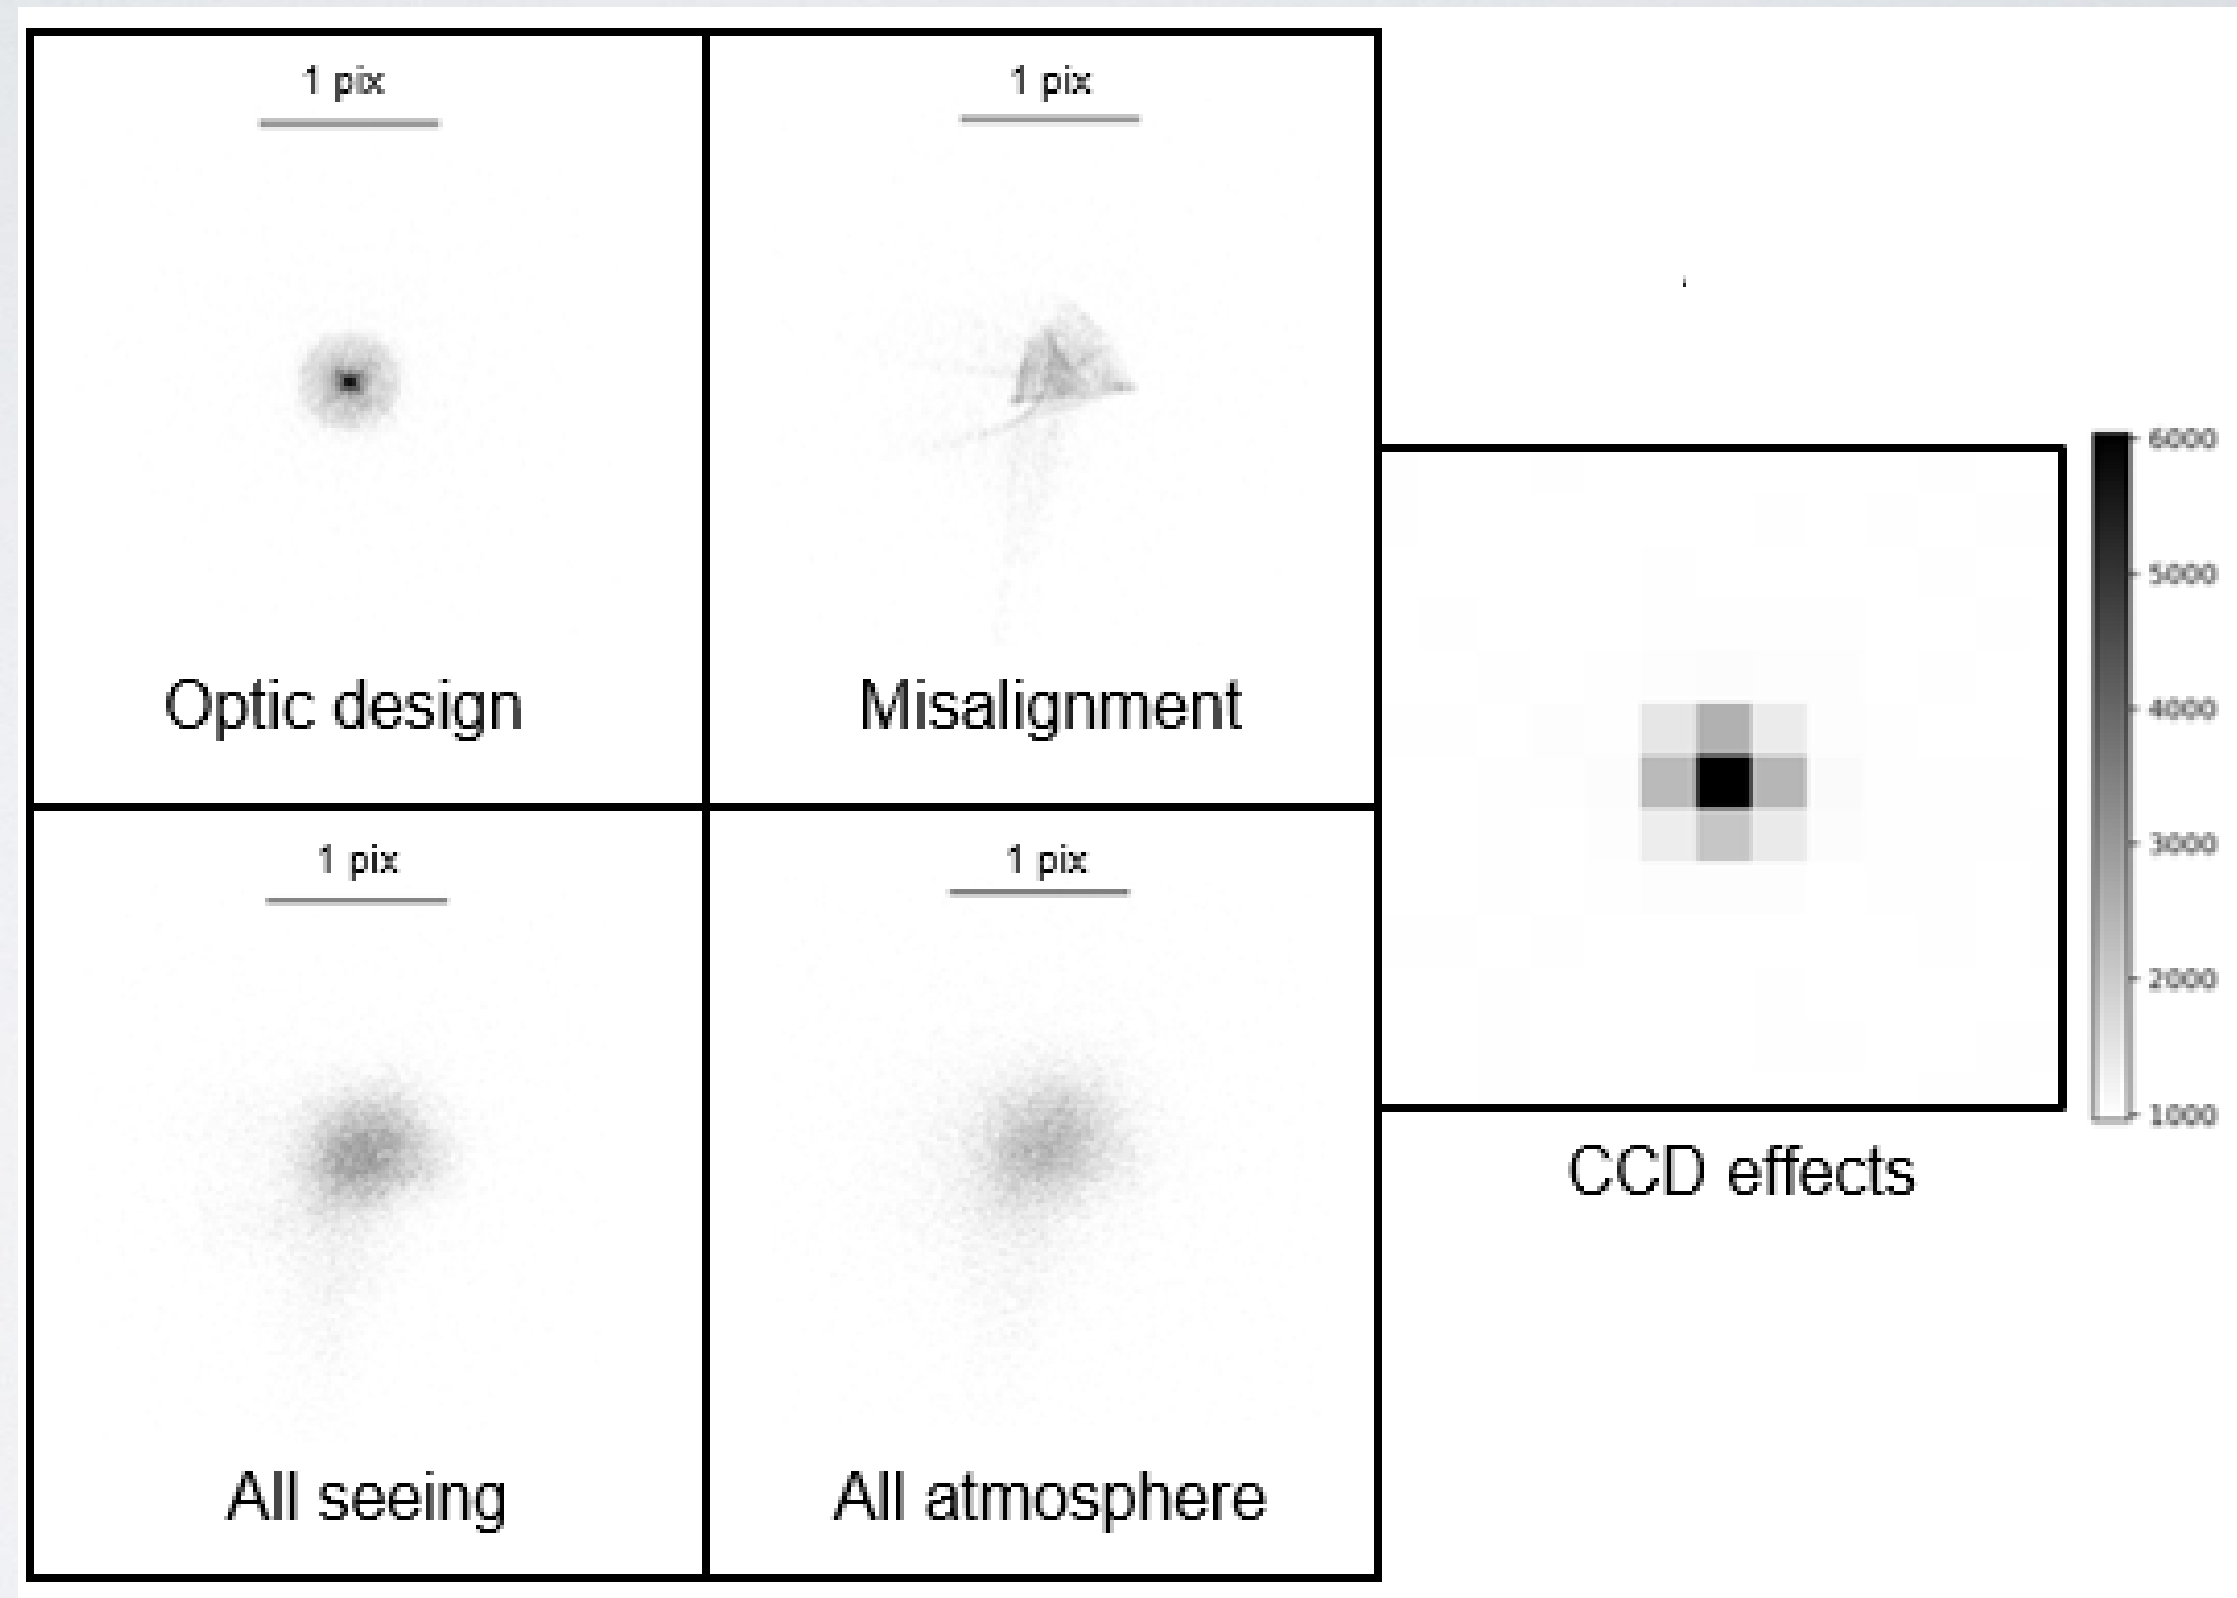 1 pix
1 pix
Optic design
Misalignment
1 pix
1 pix
All seeing
All atmosphere
6000
5000
4000
3000
2000
1000
CCD effects